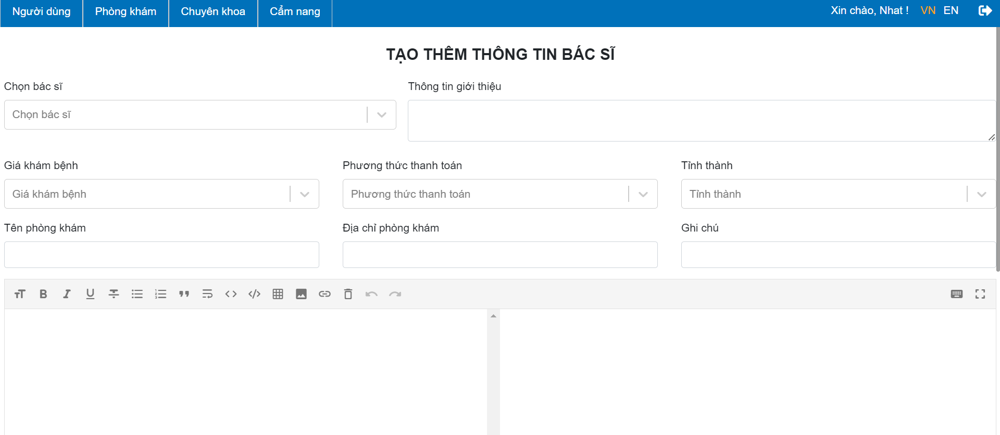 Người dùng Phòng khám Chuyên khoa Cẩm nang Xin chào, Nhat ! VN EN
TẠO THÊM THÔNG TIN BÁC SĨ
Chọn bác sĩ Thông tin giới thiệu
Chọn bác sĩ
Giá khám bệnh Phương thức thanh toán Tỉnh thành
Giá khám bệnh Phương thức thanh toán Tỉnh thành
Tên phòng khám Địa chỉ phòng khám Ghi chú